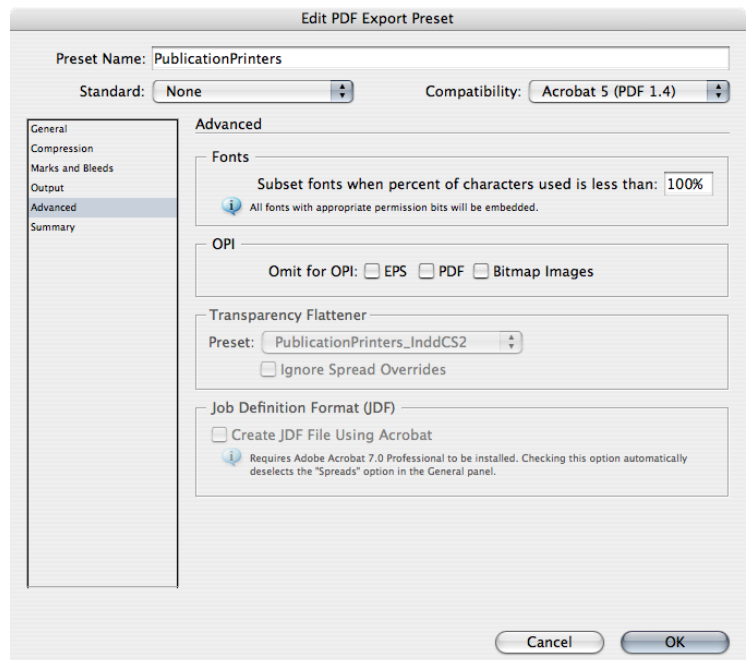 Edit PDF Export Preset
Preset Name: PublicationPrinters
Standard: None Compatibility: Acrobat 5 (PDF 1.4)
General
Compression
Marks and Bleeds
Output
Advanced
Summary
Advanced
Fonts
Subset fonts when percent of characters used is less than: 100%
All fonts with appropriate permission bits will be embedded.
OPI
Omit for OPI: EPS PDF Bitmap Images
Transparency Flattener
Preset: PublicationPrinters_InddCS2
Ignore Spread Overrides
Job Definition Format (JDF)
Create JDF File Using Acrobat
Requires Adobe Acrobat 7.0 Professional to be installed. Checking this option automatically
deselects the "Spreads" option in the General panel.
Cancel OK